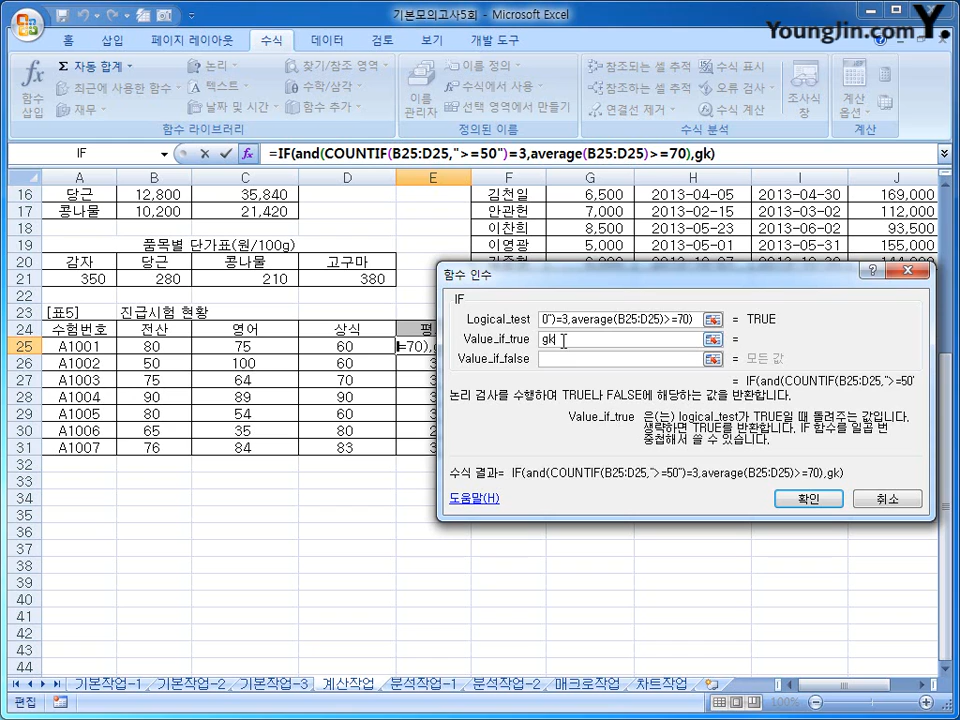 기본모의고사5회 - Microsoft Excel
YoungJin.com Y.
홈 삽입 페이지 레이아웃 수식 데이터 검토 보기 개발 도구
함수 삽입
Σ 자동 합계
최근에 사용한 함수
재무
논리
텍스트
날짜 및 시간
찾기/참조 영역
수학/삼각
함수 추가
함수 라이브러리
이름 관리자
이름 정의
수식에서 사용
선택 영역에서 만들기
정의된 이름
참조되는 셀 추적
참조하는 셀 추적
연결선 제거
수식 표시
오류 검사
수식 계산
조사식 창
수식 분석
계산 옵션
계산
IF fx =IF(and(COUNTIF(B25:D25,">=50")=3,average(B25:D25)>=70),gk)
A B C D E F G H I J
16 당근 12,800 35,840 김천일 6,500 2013-04-05 2013-04-30 169,000
17 콩나물 10,200 21,420 안관헌 7,000 2013-02-15 2013-03-02 112,000
18 이찬희 8,500 2013-05-23 2013-06-02 93,500
19 품목별 단가표(원/100g) 이영광 5,000 2013-05-01 2013-05-31 155,000
20 감자 당근 콩나물 고구마
21 350 280 210 380
22
23 [표5] 진급시험 현황
24 수험번호 전산 영어 상식 평
25 A1001 80 75 60 =70),g
26 A1002 50 100 60
27 A1003 75 64 70
28 A1004 90 89 90
29 A1005 80 54 60
30 A1006 65 35 80
31 A1007 76 84 83
32
33
34
35
36
37
38
39
40
41
42
43
44
함수 인수
IF
Logical_test 0")=3,average(B25:D25)>=70) = TRUE
Value_if_true gk =
Value_if_false = 모든 값
= IF(and(COUNTIF(B25:D25,">=50"
논리 검사를 수행하여 TRUE나 FALSE에 해당하는 값을 반환합니다.
Value_if_true 은(는) logical_test가 TRUE일 때 돌려주는 값입니다.
생략하면 TRUE를 반환합니다. IF 함수를 일곱 번
중첩해서 쓸 수 있습니다.
수식 결과= IF(and(COUNTIF(B25:D25,">=50")=3,average(B25:D25)>=70),gk)
도움말(H) 확인 취소
기본작업-1 기본작업-2 기본작업-3 계산작업 분석작업-1 분석작업-2 매크로작업 차트작업
편집 100%